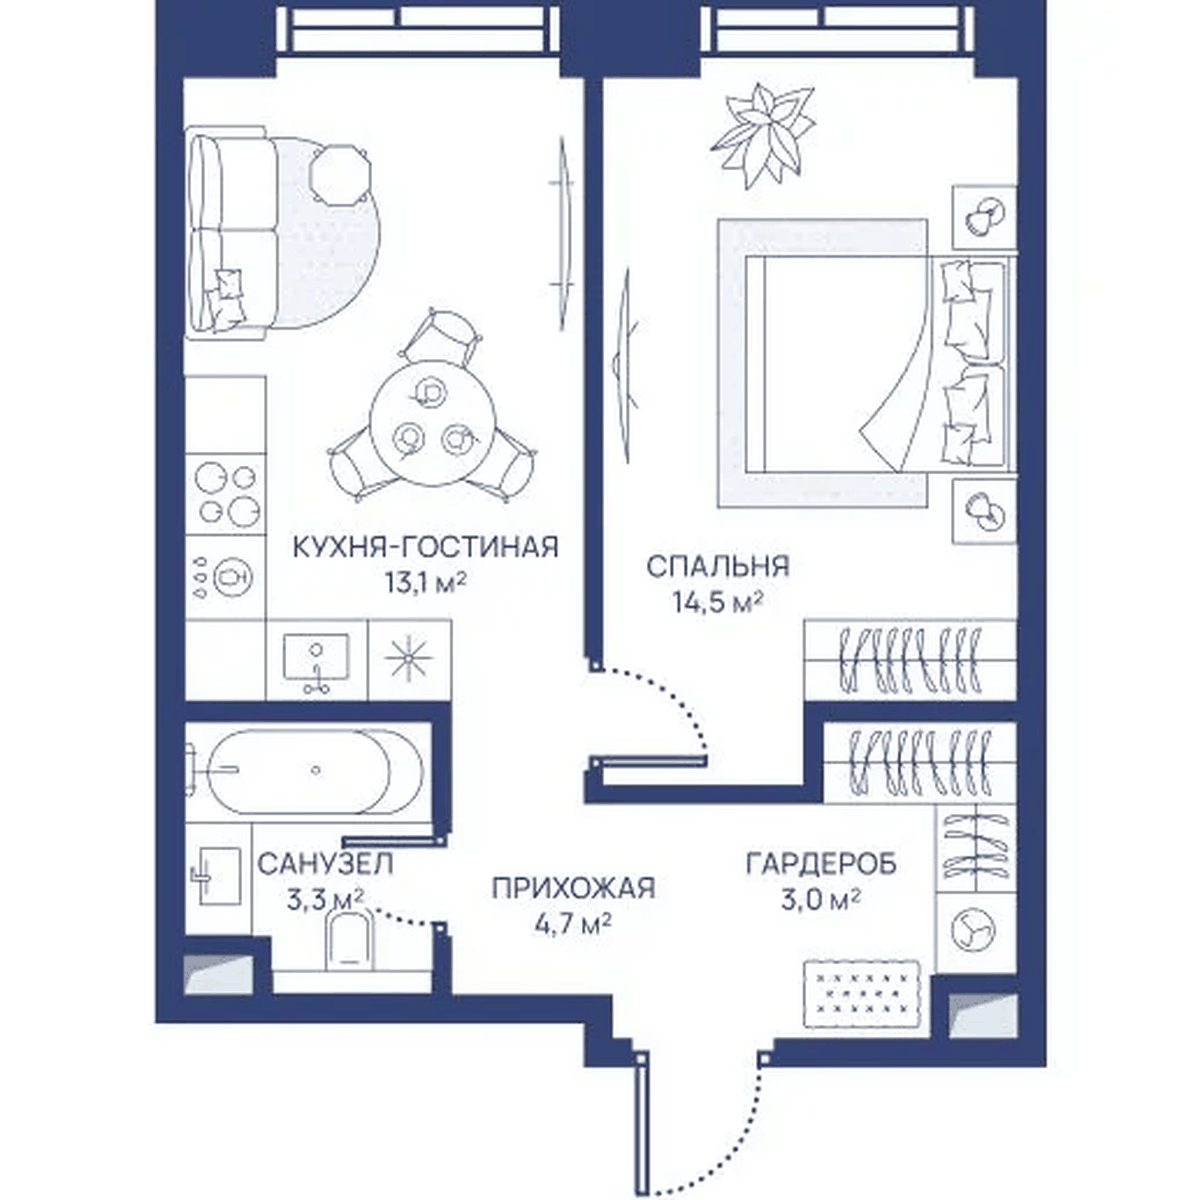 КУХНЯ-ГОСТИНАЯ
13,1 м²
СПАЛЬНЯ
14,5 м²
САНУЗЕЛ
3,3 м²
ПРИХОЖАЯ
4,7 м²
ГАРДЕРОБ
3,0 м²